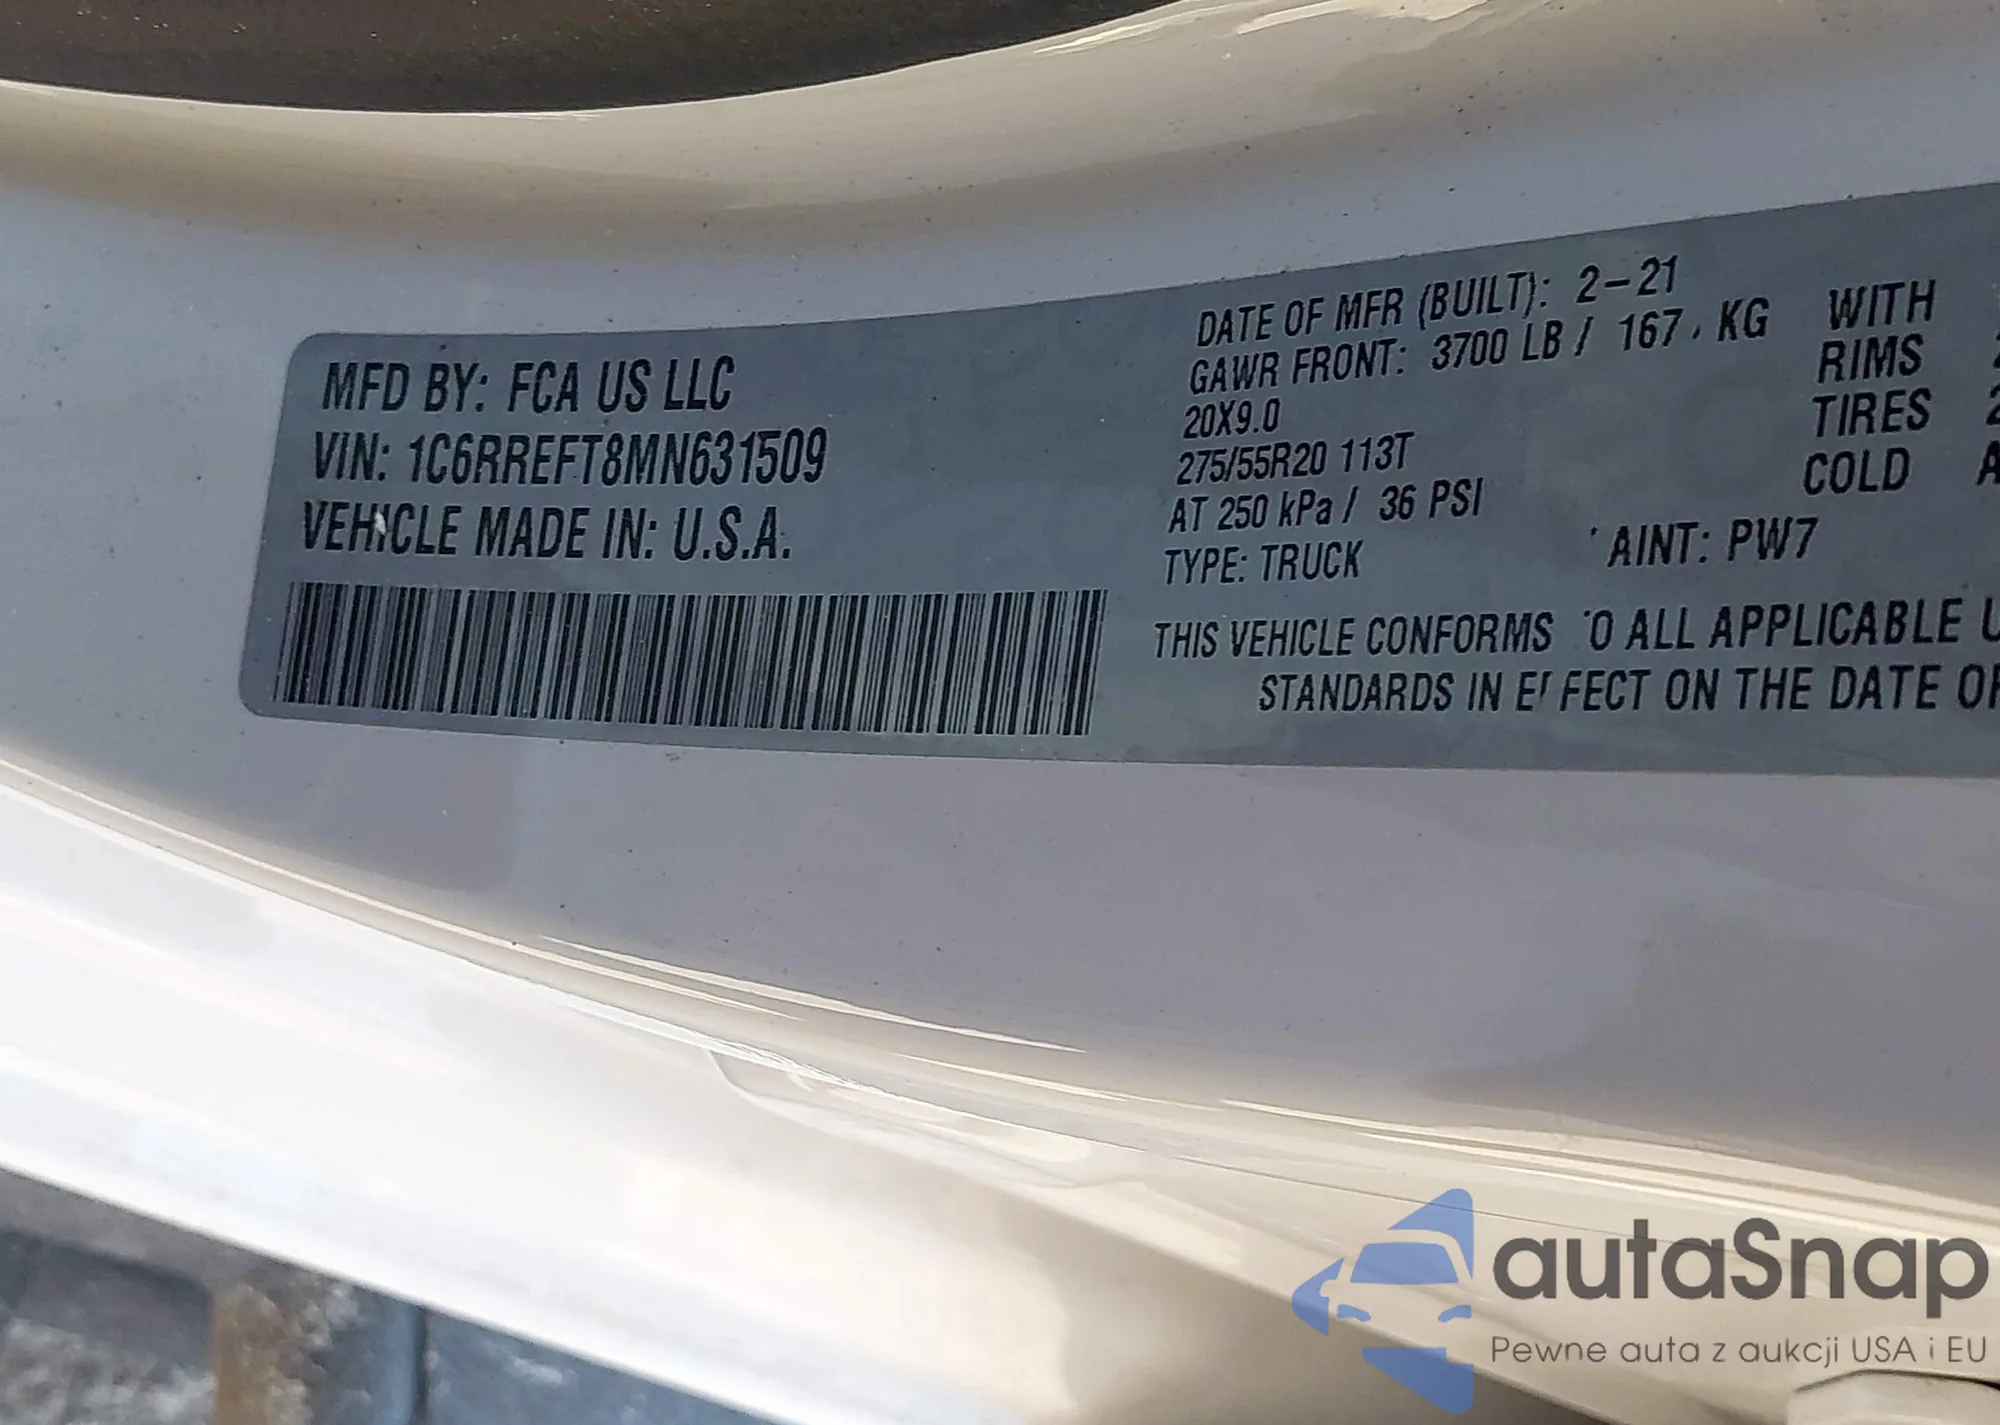 MFD BY: FCA US LLC
VIN: 1C6RREFT8MN631509
VEHICLE MADE IN: U.S.A.
DATE OF MFR (BUILT): 2-21
GAWR FRONT: 3700 LB / 167 KG WITH
20X9.0 RIMS
275/55R20 113T TIRES
AT 250 kPa / 36 PSI COLD
TYPE: TRUCK AINT: PW7
THIS VEHICLE CONFORMS O ALL APPLICABLE
STANDARDS IN EFFECT ON THE DATE
autaSnap
Pewne auta z aukcji USA i EU